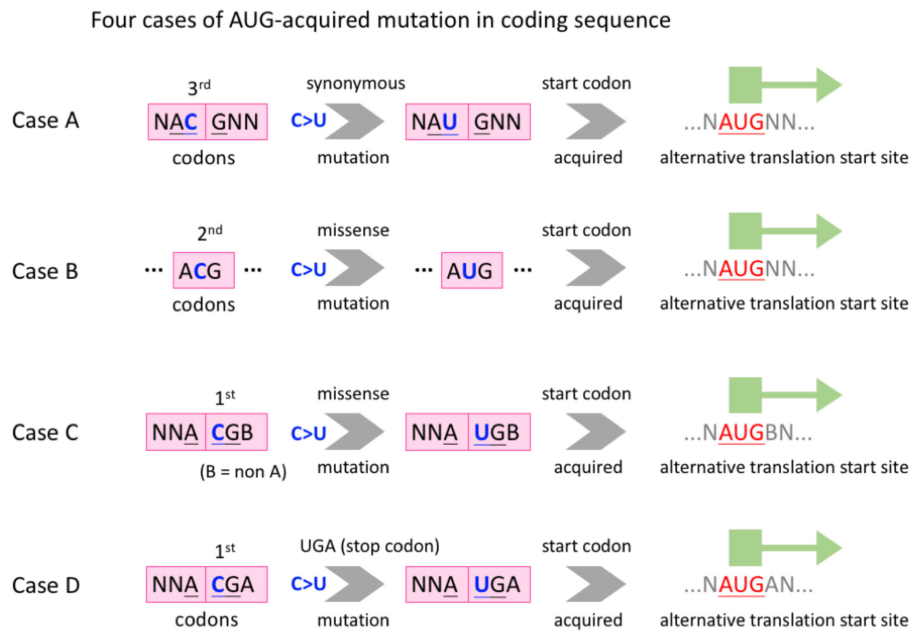 Four cases of AUG-acquired mutation in coding sequence
3rd synonymous start codon
Case A NAC GNN C>U NAU GNN acquired ...NAUGNN...
codons mutation acquired alternative translation start site
2nd missense start codon
Case B ... ACG ... C>U ... AUG ... ...NAUGNN...
codons mutation acquired alternative translation start site
1st missense start codon
Case C NNA CGB C>U NNA UGB ...NAUGBN...
(B = non A) mutation acquired alternative translation start site
1st UGA (stop codon) start codon
Case D NNA CGA C>U NNA UGA ...NAUGAN...
codons mutation acquired alternative translation start site